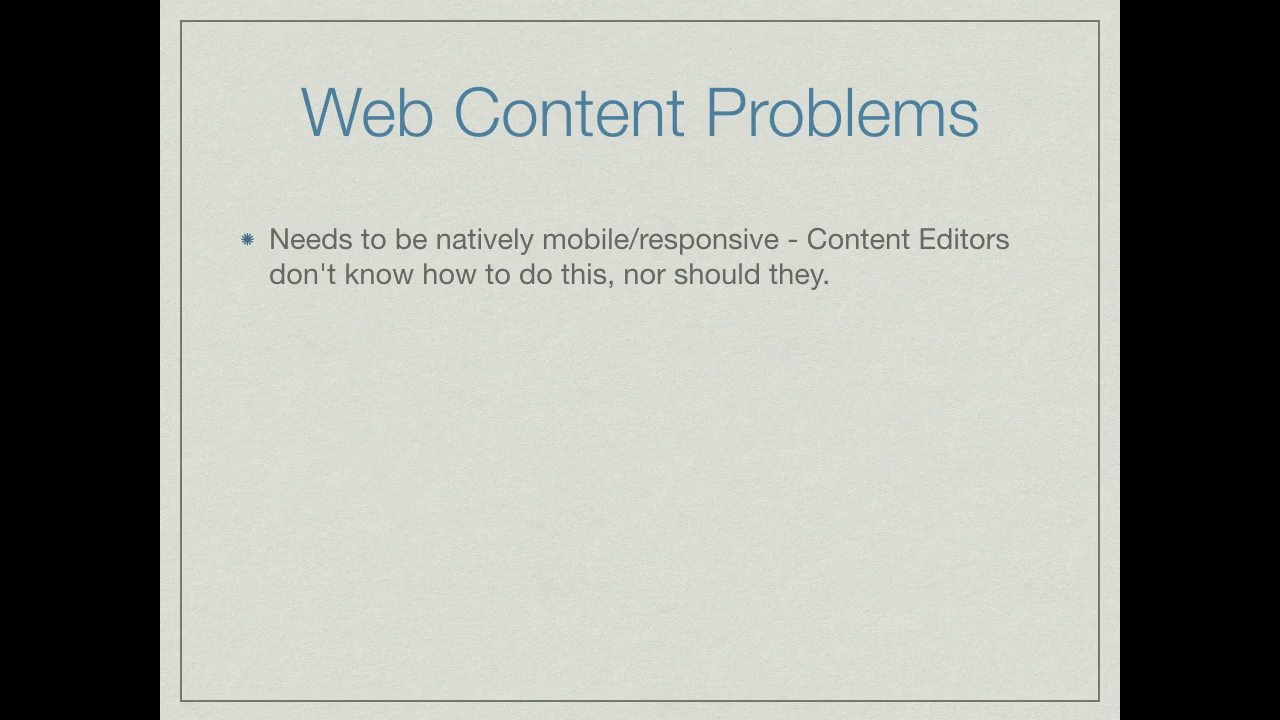 Web Content Problems
Needs to be natively mobile/responsive - Content Editors
don't know how to do this, nor should they.